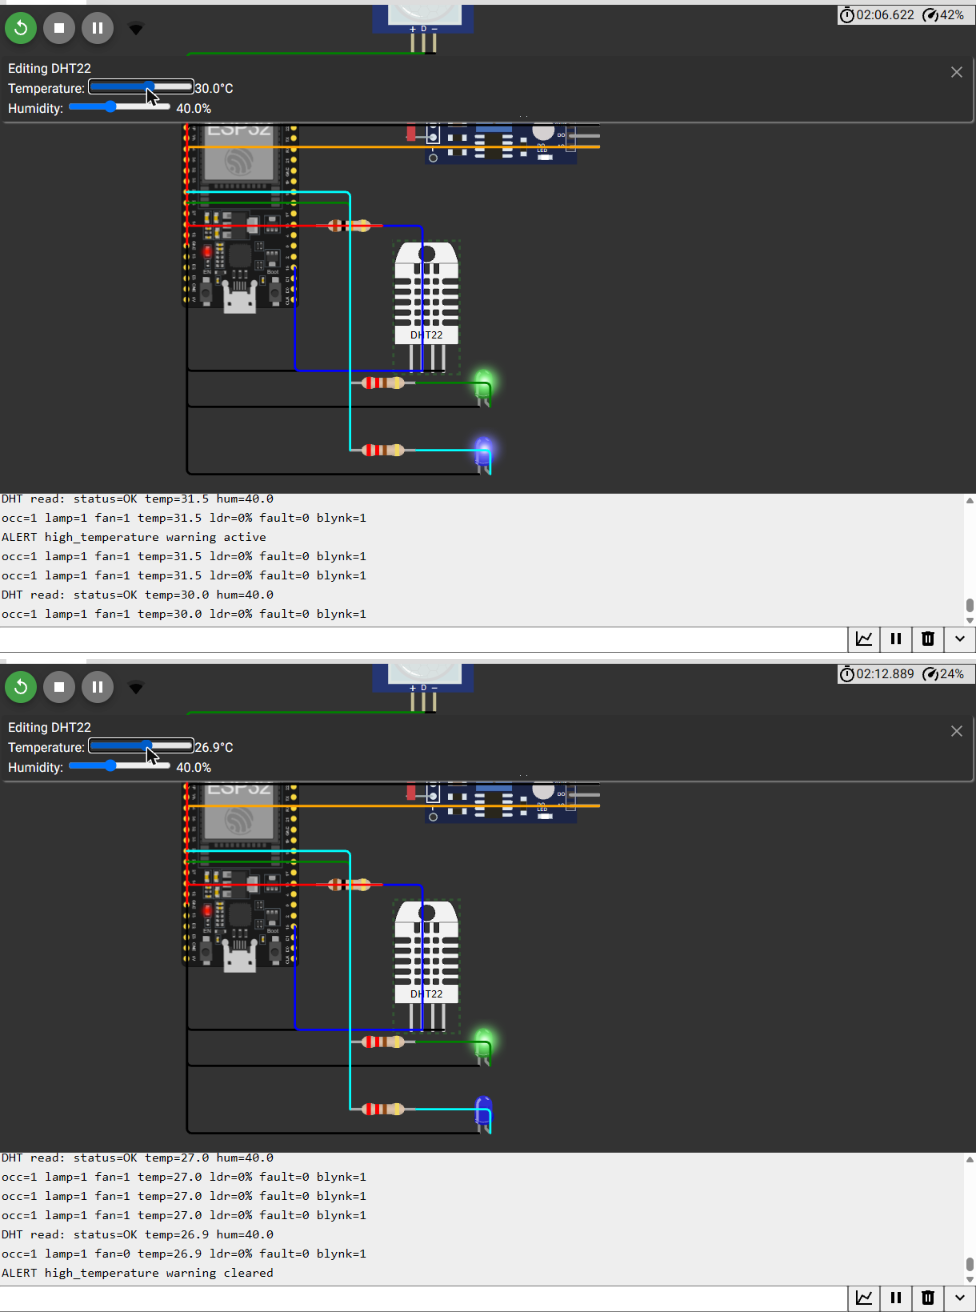 02:06.622 42%
+ D −
Editing DHT22
Temperature: 30.0°C
Humidity: 40.0%
ESP32
EN Boot
DHT22
DHT read: status=OK temp=31.5 hum=40.0
occ=1 lamp=1 fan=1 temp=31.5 ldr=0% fault=0 blynk=1
ALERT high_temperature warning active
occ=1 lamp=1 fan=1 temp=31.5 ldr=0% fault=0 blynk=1
occ=1 lamp=1 fan=1 temp=31.5 ldr=0% fault=0 blynk=1
DHT read: status=OK temp=30.0 hum=40.0
occ=1 lamp=1 fan=1 temp=30.0 ldr=0% fault=0 blynk=1
02:12.889 24%
+ D −
Editing DHT22
Temperature: 26.9°C
Humidity: 40.0%
ESP32
EN Boot
DHT22
DHT read: status=OK temp=27.0 hum=40.0
occ=1 lamp=1 fan=1 temp=27.0 ldr=0% fault=0 blynk=1
occ=1 lamp=1 fan=1 temp=27.0 ldr=0% fault=0 blynk=1
occ=1 lamp=1 fan=1 temp=27.0 ldr=0% fault=0 blynk=1
DHT read: status=OK temp=26.9 hum=40.0
occ=1 lamp=1 fan=0 temp=26.9 ldr=0% fault=0 blynk=1
ALERT high_temperature warning cleared